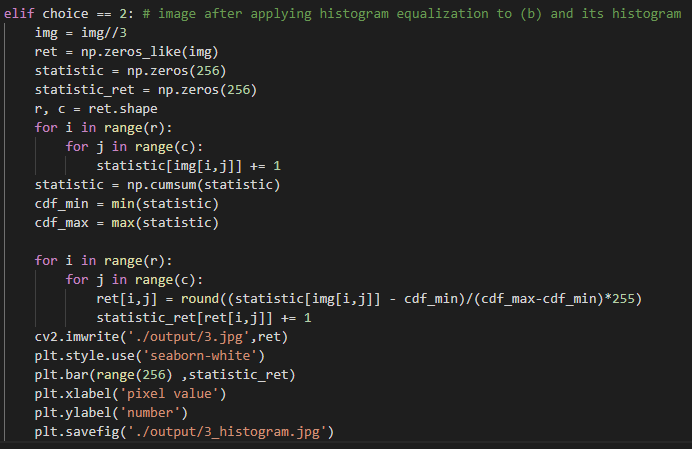 elif choice == 2: # image after applying histogram equalization to (b) and its histogram
    img = img//3
    ret = np.zeros_like(img)
    statistic = np.zeros(256)
    statistic_ret = np.zeros(256)
    r, c = ret.shape
    for i in range(r):
        for j in range(c):
            statistic[img[i,j]] += 1
    statistic = np.cumsum(statistic)
    cdf_min = min(statistic)
    cdf_max = max(statistic)
    for i in range(r):
        for j in range(c):
            ret[i,j] = round((statistic[img[i,j]] - cdf_min)/(cdf_max-cdf_min)*255)
            statistic_ret[ret[i,j]] += 1
    cv2.imwrite('./output/3.jpg',ret)
    plt.style.use('seaborn-white')
    plt.bar(range(256) ,statistic_ret)
    plt.xlabel('pixel value')
    plt.ylabel('number')
    plt.savefig('./output/3_histogram.jpg')